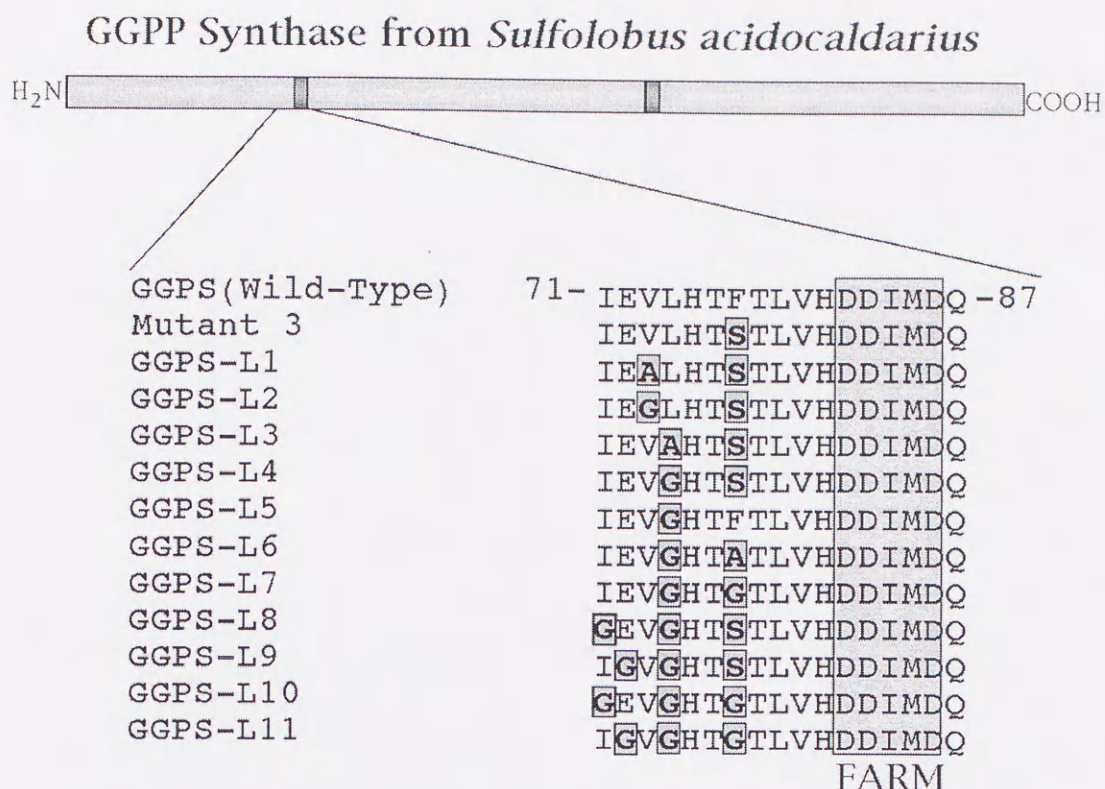 GGPP Synthase from Sulfolobus acidocaldarius
H₂N COOH
GGPS(Wild-Type) 71- IEVLHTFTLVHDDIMDQ -87
Mutant 3 IEVLHTSTLVHDDIMDQ
GGPS-L1 IEALHTSTLVHDDIMDQ
GGPS-L2 IEGLHTSTLVHDDIMDQ
GGPS-L3 IEVAHTSTLVHDDIMDQ
GGPS-L4 IEVGHTSTLVHDDIMDQ
GGPS-L5 IEVGHTFTLVHDDIMDQ
GGPS-L6 IEVGHTATLVHDDIMDQ
GGPS-L7 IEVGHTGTLVHDDIMDQ
GGPS-L8 GEVGHTSTLVHDDIMDQ
GGPS-L9 IGVGHTSTLVHDDIMDQ
GGPS-L10 GEVGHTGTLVHDDIMDQ
GGPS-L11 IGVGHTGTLVHDDIMDQ
FARM